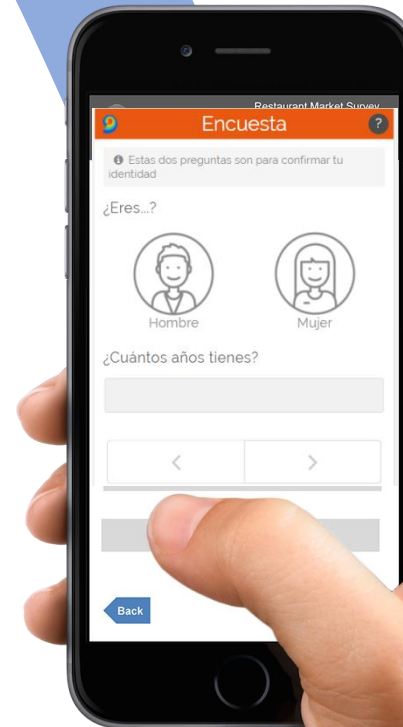 Restaurant Market Survey
Encuesta
?
Estas dos preguntas son para confirmar tu
identidad
¿Eres...?
Hombre
Mujer
¿Cuántos años tienes?
Back